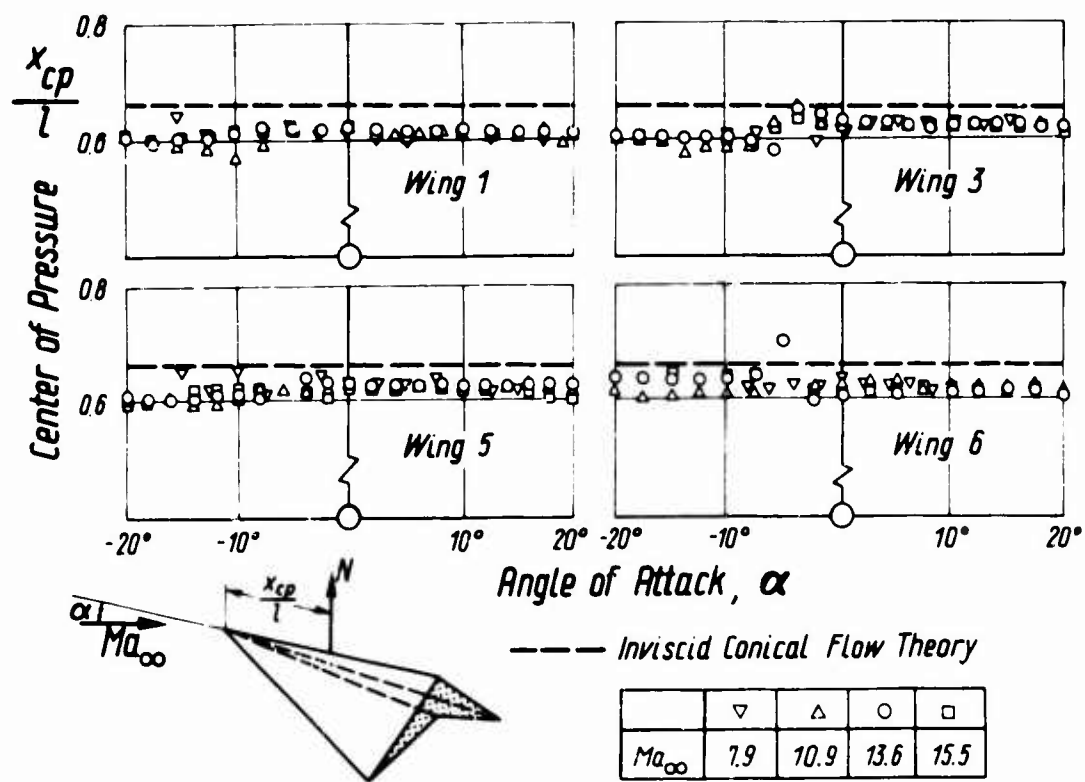 x_cp / l
Center of Pressure
0.8
0.6
Wing 1
Wing 3
0.8
0.6
Wing 5
Wing 6
-20° -10° 10° 20° -20° -10° 10° 20°
Angle of Attack, α
α
Ma∞
x_cp / l
N
Inviscid Conical Flow Theory
▽ △ ○ □
Ma∞ 7.9 10.9 13.6 15.5